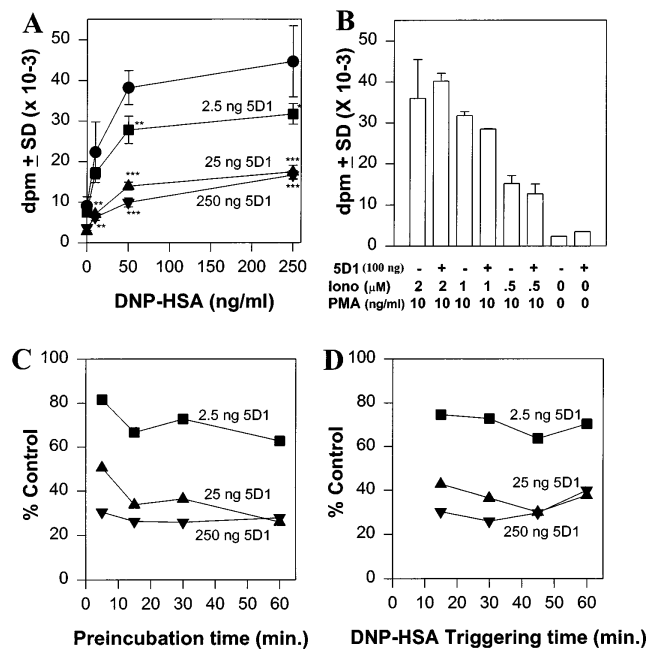 A
dpm ± SD (x 10-3)
50
40
30
20
10
0
2.5 ng 5D1
25 ng 5D1
250 ng 5D1
**
*
**
***
***
**
***
***
0 50 100 150 200 250
DNP-HSA (ng/ml)
B
dpm ± SD (X 10-3)
50
40
30
20
10
0
5D1 (100 ng) - + - + - + - +
Iono (μM) 2 2 1 1 .5 .5 0 0
PMA (ng/ml) 10 10 10 10 10 10 0 0
C
% Control
100
80
60
40
20
0
2.5 ng 5D1
25 ng 5D1
250 ng 5D1
0 10 20 30 40 50 60
Preincubation time (min.)
D
% Control
100
80
60
40
20
0
2.5 ng 5D1
25 ng 5D1
250 ng 5D1
0 10 20 30 40 50 60
DNP-HSA Triggering time (min.)